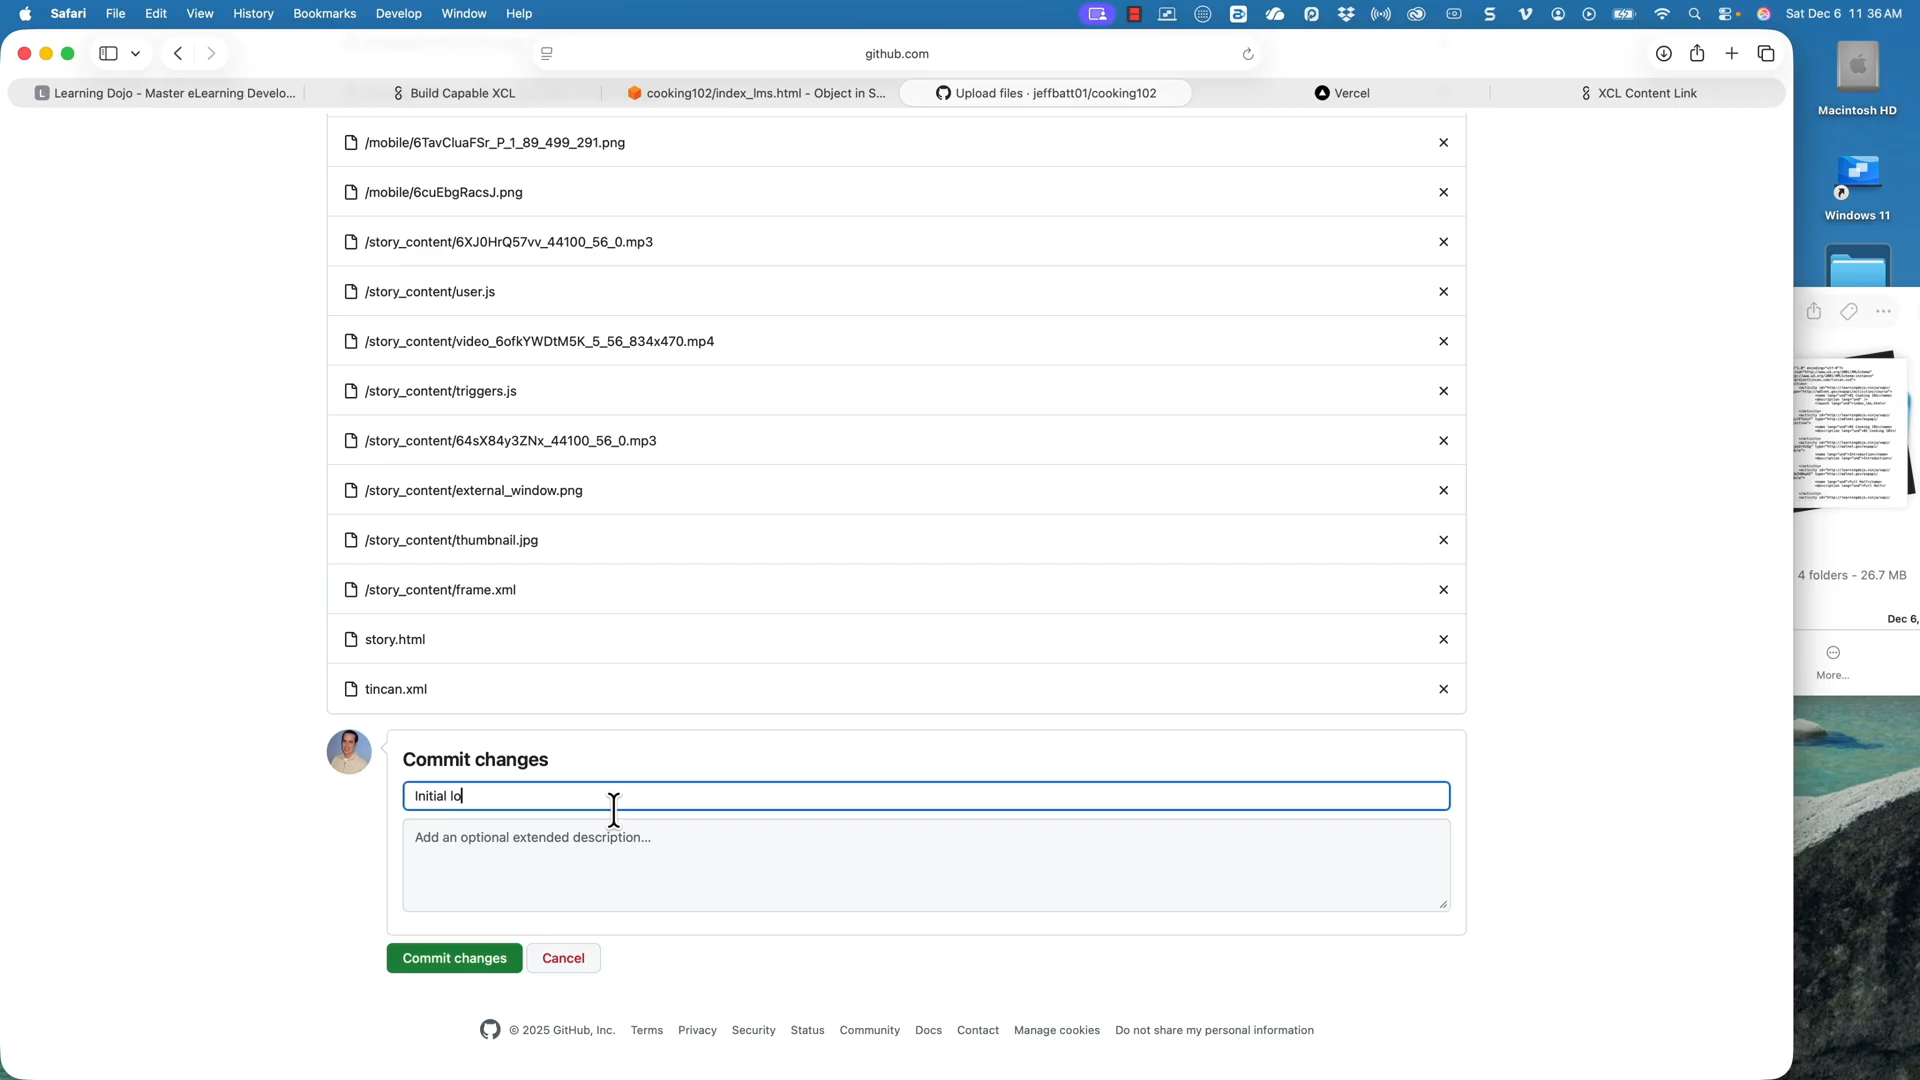 Safari File Edit View History Bookmarks Develop Window Help Sat Dec 6 11 36 AM
github.com
Learning Dojo - Master eLearning Develo... Build Capable XCL cooking102/index_lms.html - Object in S... Upload files · jeffbatt01/cooking102 Vercel XCL Content Link
Macintosh HD
/mobile/6TavCluaFSr_P_1_89_499_291.png
/mobile/6cuEbgRacsJ.png
Windows 11
/story_content/6XJ0HrQ57vv_44100_56_0.mp3
/story_content/user.js
/story_content/video_6ofkYWDtM5K_5_56_834x470.mp4
/story_content/triggers.js
/story_content/64sX84y3ZNx_44100_56_0.mp3
/story_content/external_window.png
/story_content/thumbnail.jpg
4 folders - 26.7 MB
/story_content/frame.xml
Dec 6,
story.html
More...
tincan.xml
Commit changes
Initial lo
Add an optional extended description...
Commit changes Cancel
© 2025 GitHub, Inc. Terms Privacy Security Status Community Docs Contact Manage cookies Do not share my personal information